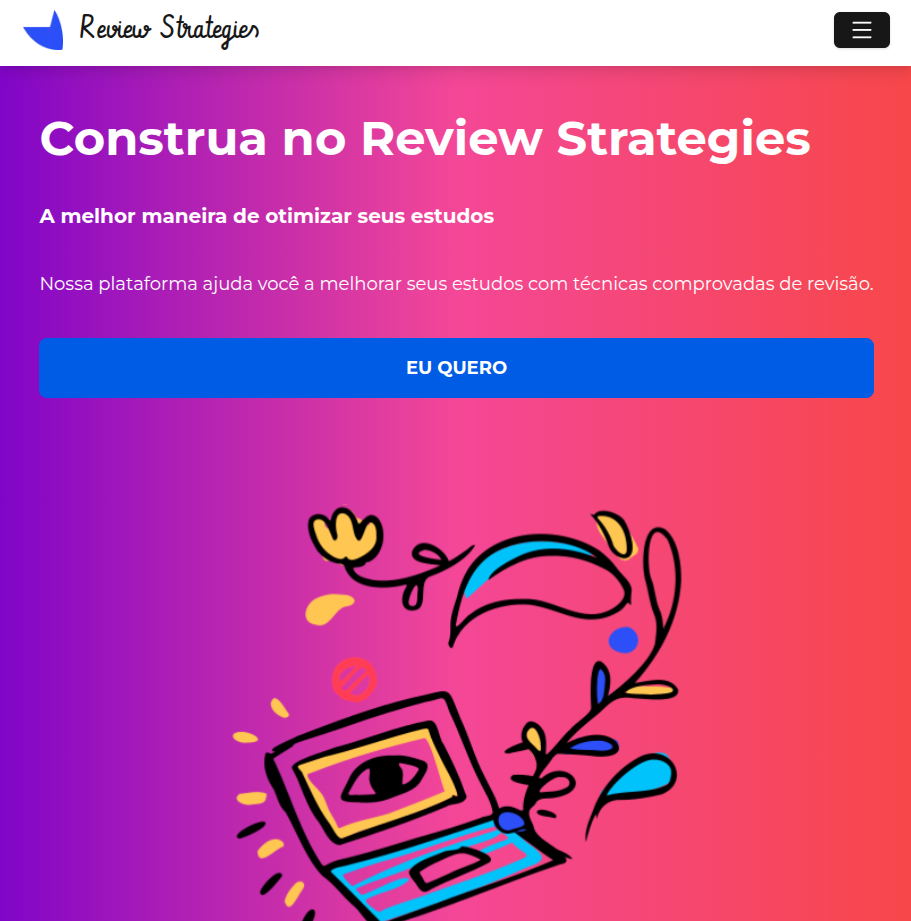 Review Strategies
Construa no Review Strategies
A melhor maneira de otimizar seus estudos
Nossa plataforma ajuda você a melhorar seus estudos com técnicas comprovadas de revisão.
EU QUERO